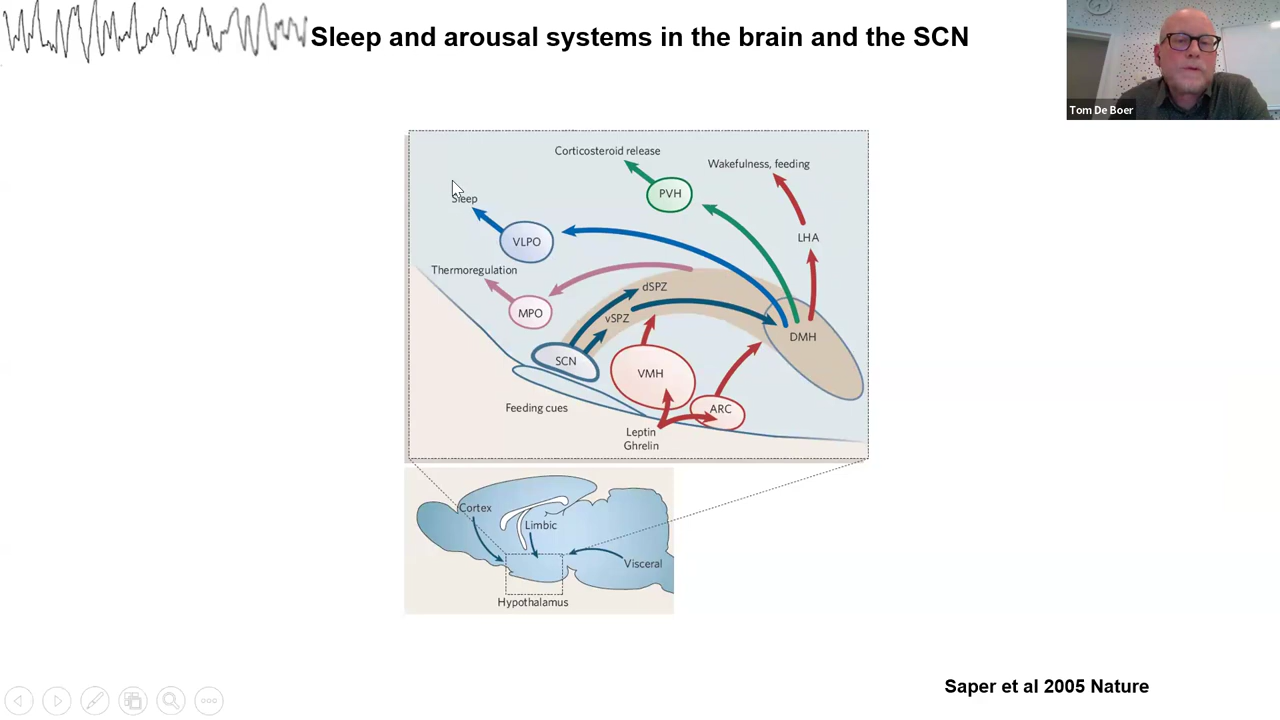 Sleep and arousal systems in the brain and the SCN
Tom De Boer
Corticosteroid release
Wakefulness, feeding
PVH
Sleep
VLPO
LHA
Thermoregulation
dSPZ
MPO
vSPZ
DMH
SCN
VMH
Feeding cues
ARC
Leptin
Ghrelin
Cortex
Limbic
Visceral
Hypothalamus
Saper et al 2005 Nature